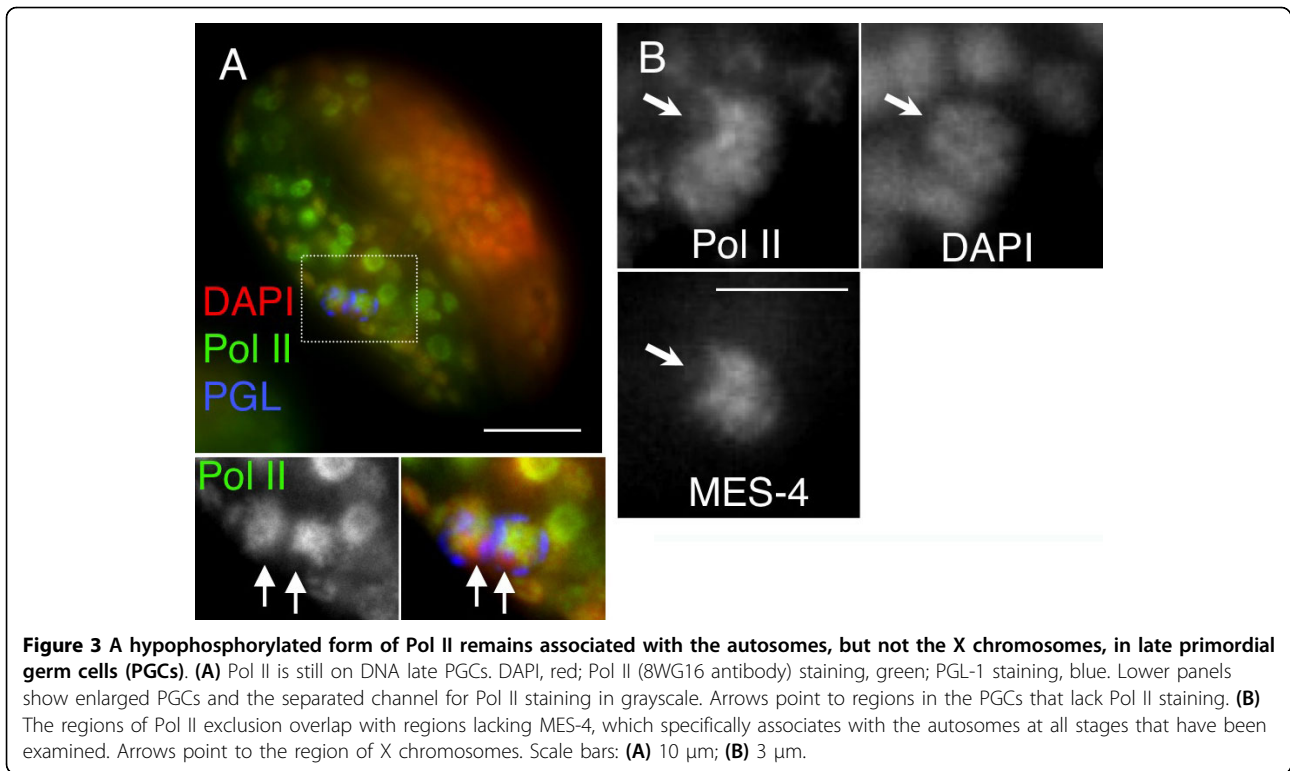 A
DAPI
Pol II
PGL
Pol II
B
Pol II
DAPI
MES-4
Figure 3 A hypophosphorylated form of Pol II remains associated with the autosomes, but not the X chromosomes, in late primordial
germ cells (PGCs). (A) Pol II is still on DNA late PGCs. DAPI, red; Pol II (8WG16 antibody) staining, green; PGL-1 staining, blue. Lower panels
show enlarged PGCs and the separated channel for Pol II staining in grayscale. Arrows point to regions in the PGCs that lack Pol II staining. (B)
The regions of Pol II exclusion overlap with regions lacking MES-4, which specifically associates with the autosomes at all stages that have been
examined. Arrows point to the region of X chromosomes. Scale bars: (A) 10 μm; (B) 3 μm.